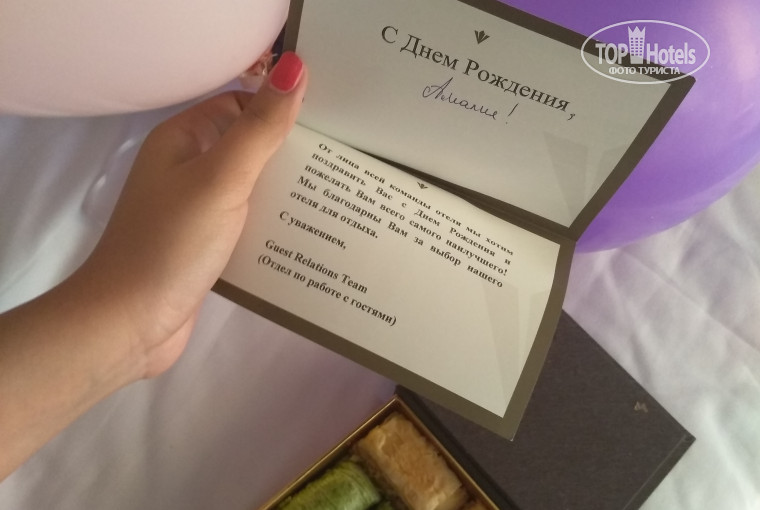 TOP Hotels
ФОТО ТУРИСТА
С Днем Рождения,
Амалие!
От лица всей команды отеля мы хотим
поздравить Вас с Днем Рождения и
пожелать Вам всего самого наилучшего!
Мы благодарны Вам за выбор нашего
отеля для отдыха.
С уважением,
Guest Relations Team
(Отдел по работе с гостями)